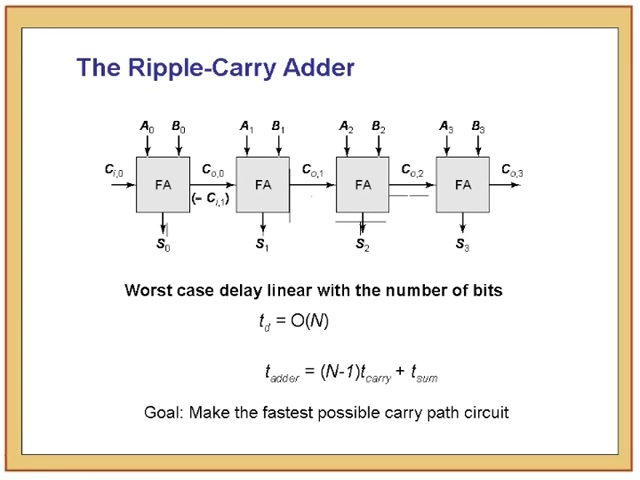 The Ripple-Carry Adder
A0 B0 A1 B1 A2 B2 A3 B3
Ci,0 FA Co,0 FA Co,1 FA Co,2 FA Co,3
(= Ci,1)
S0 S1 S2 S3
Worst case delay linear with the number of bits
td = O(N)
tadder = (N-1)tcarry + tsum
Goal: Make the fastest possible carry path circuit